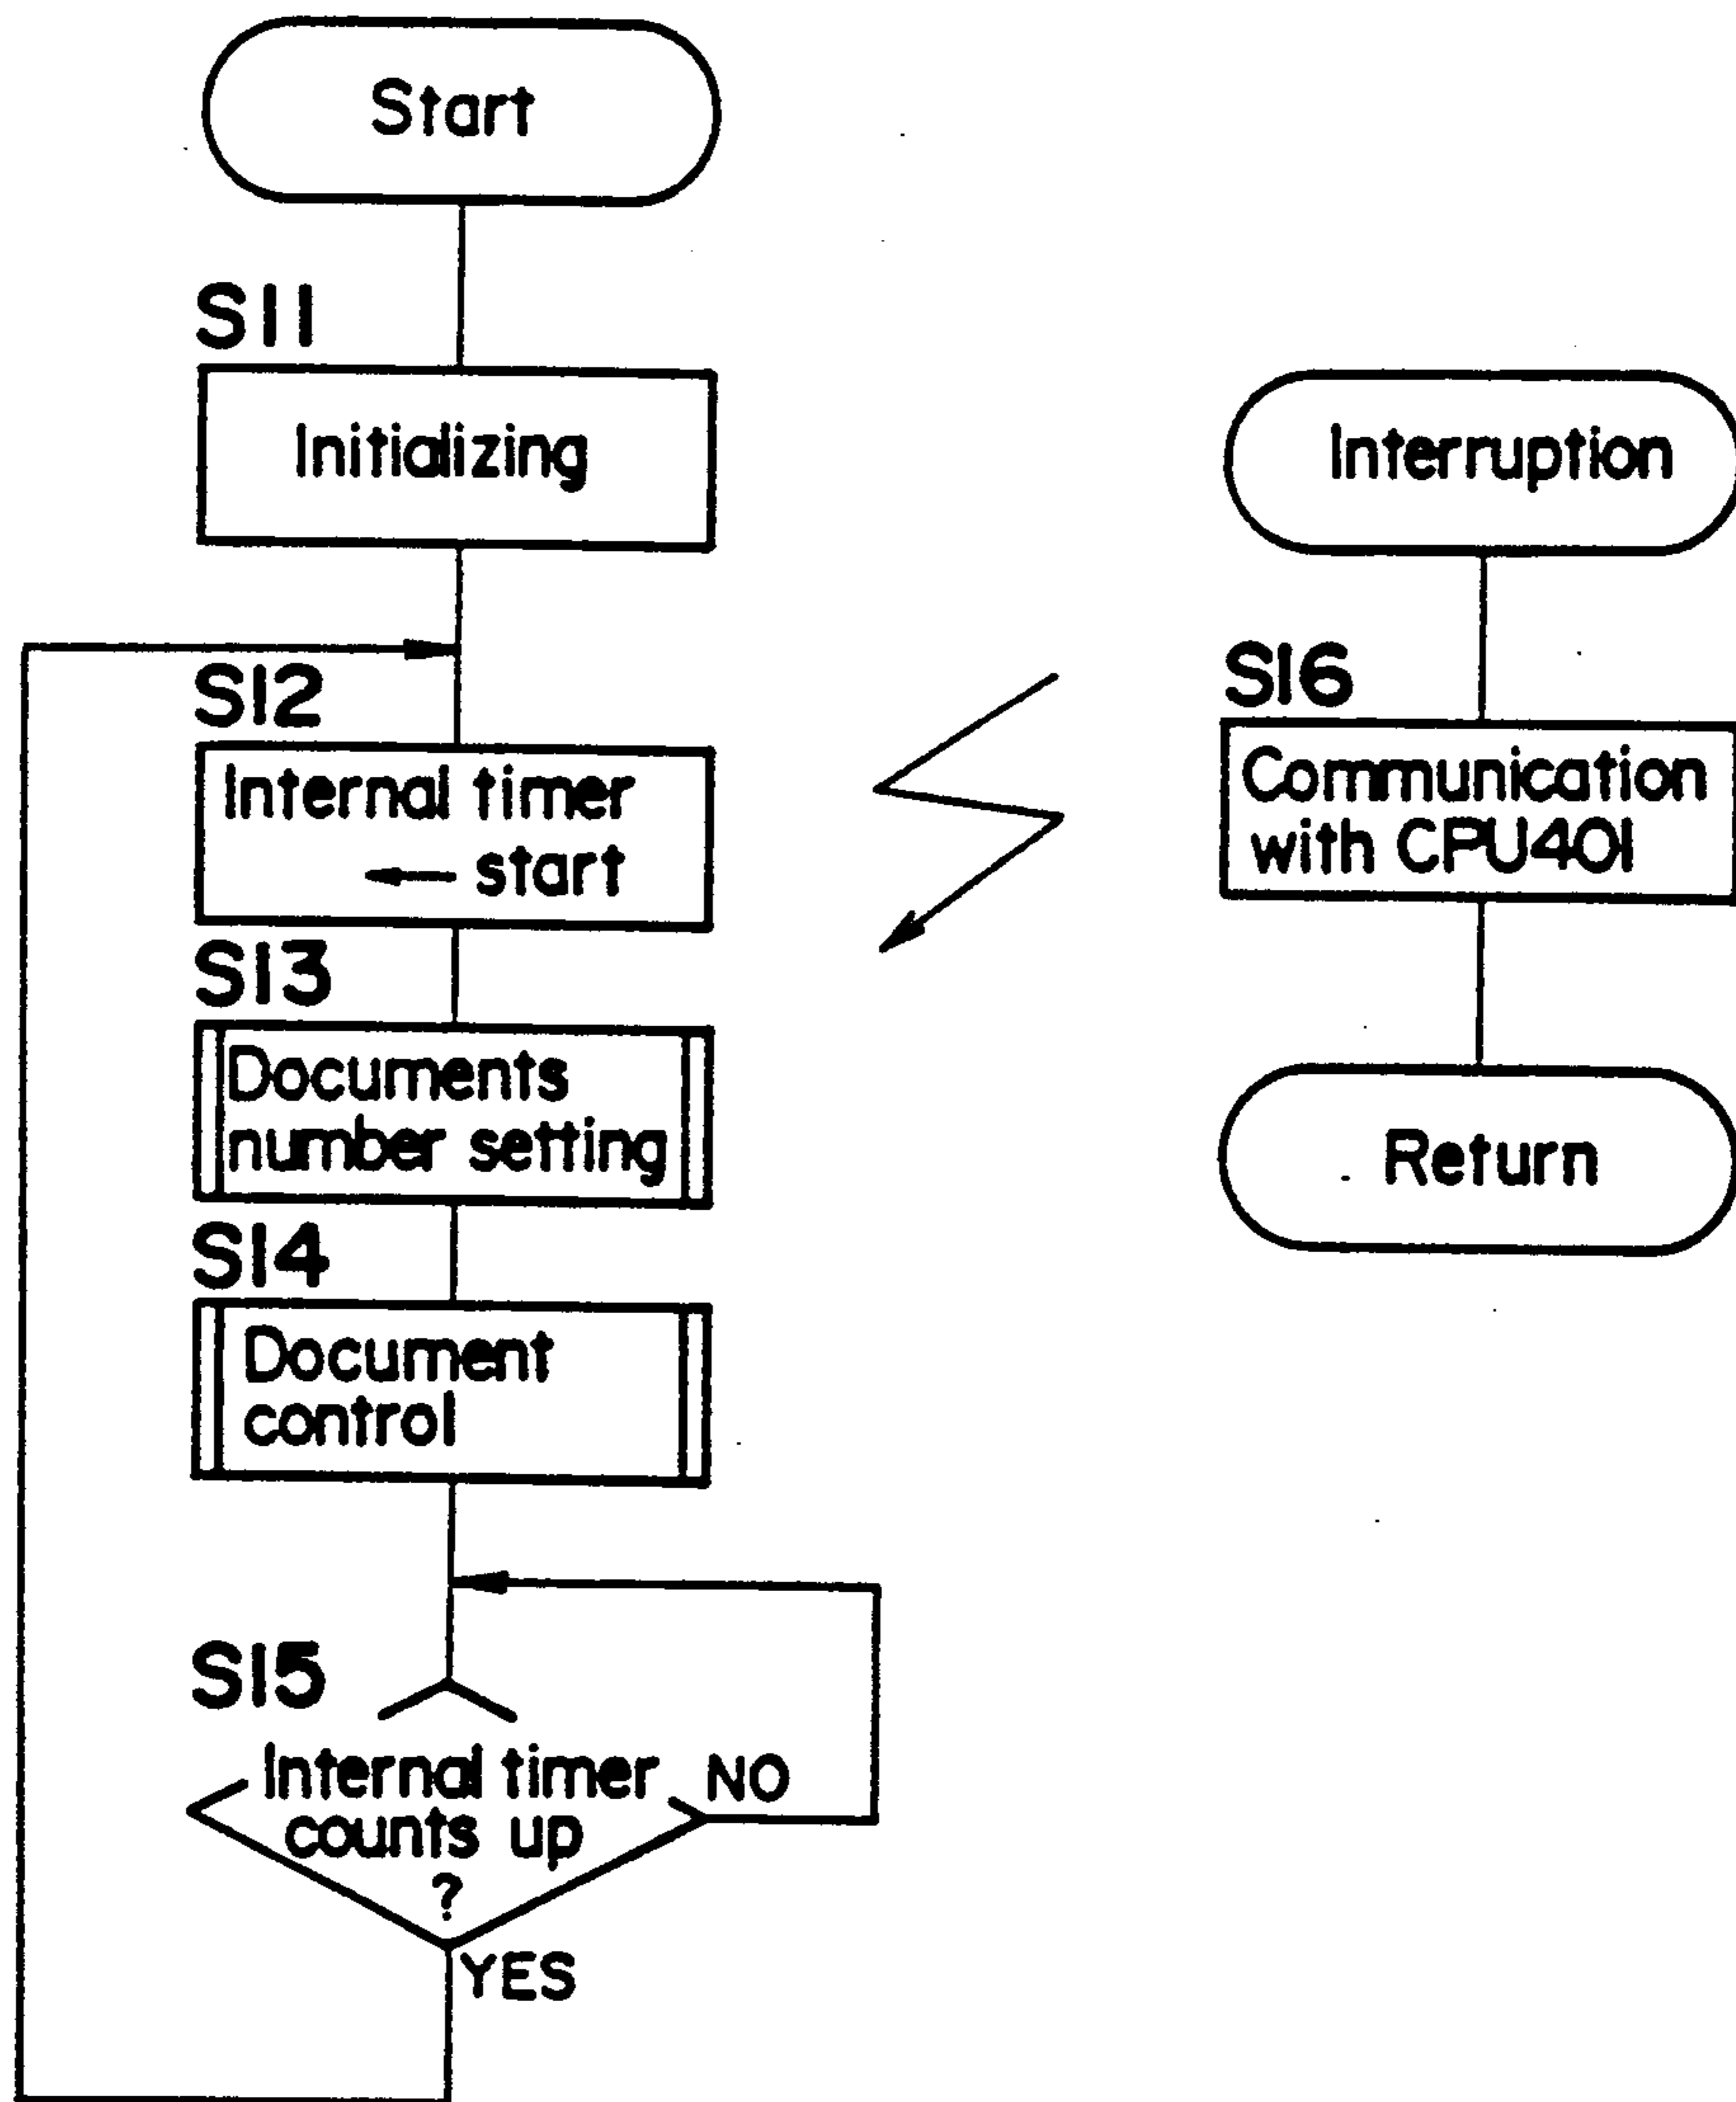 Start
S11
Initializing
S12
Internal timer
← start
S13
Documents
number setting
S14
Document
control
S15
Internal timer
counts up
?
NO
YES
Interruption
S16
Communication
with CPU401
Return